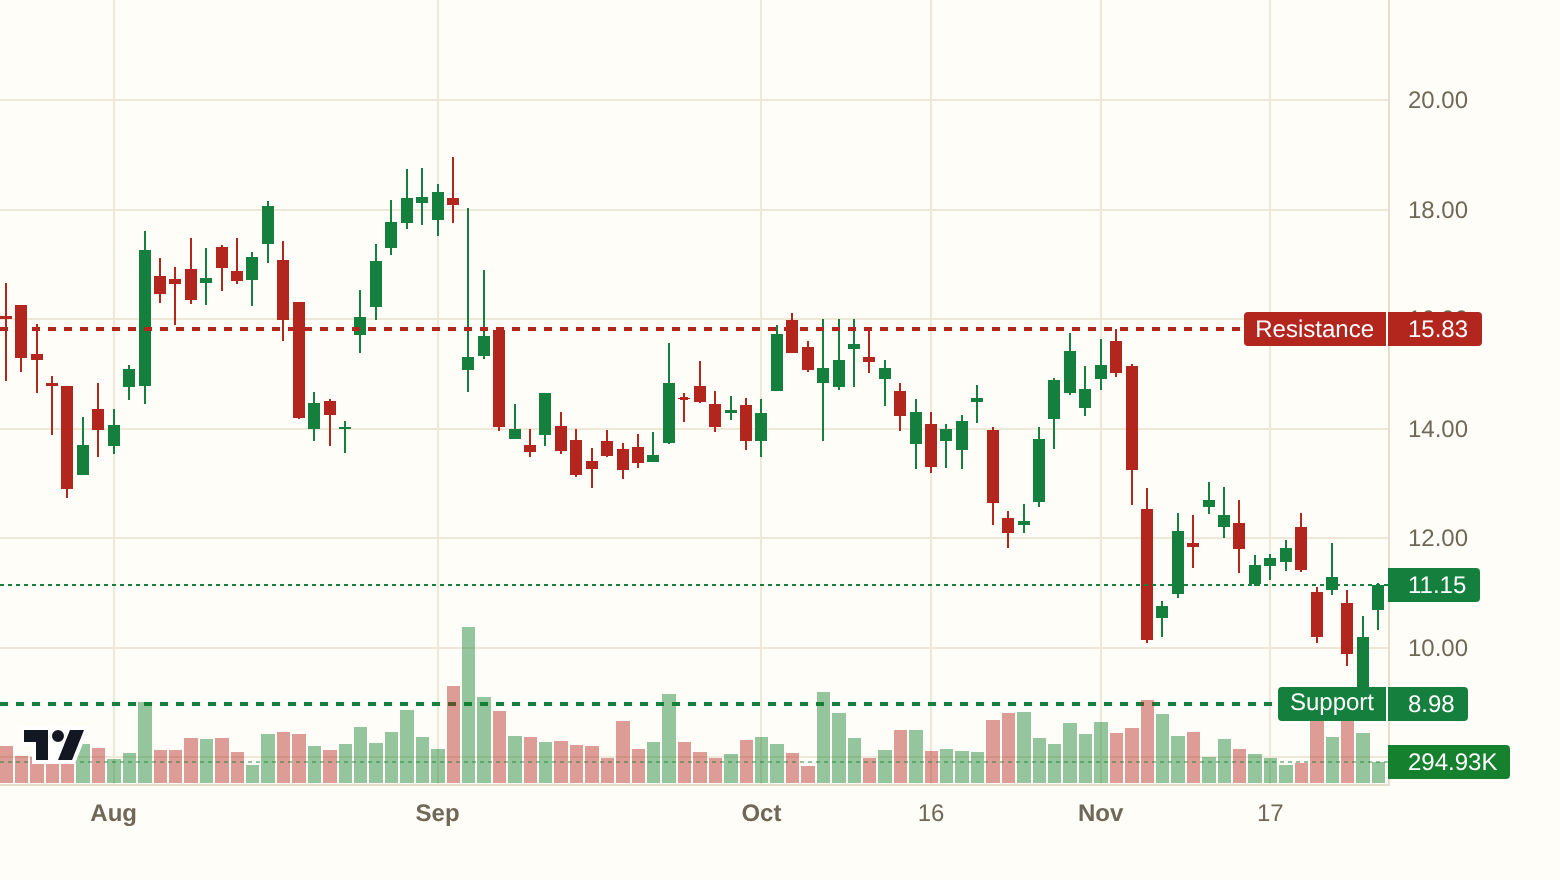 20.00
18.00
Resistance 15.83
14.00
12.00
11.15
10.00
Support 8.98
294.93K
Aug Sep Oct 16 Nov 17